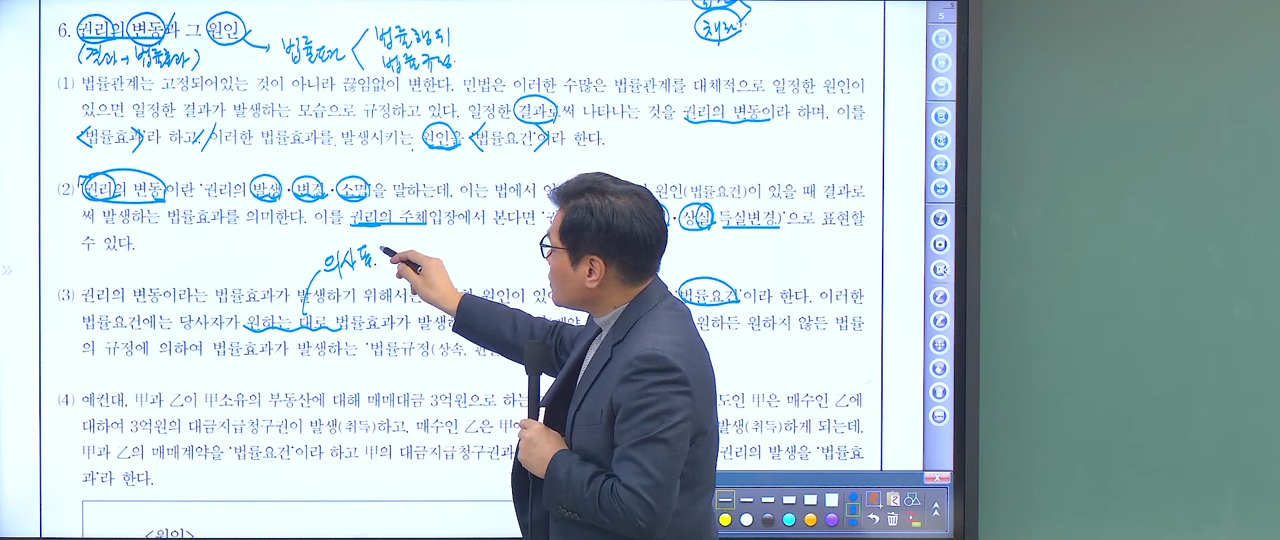 6. 권리의 변동과 그 원인
(결과→법률효과)
법률요건 < 법률행위
법률규정.
(1) 법률관계는 고정되어있는 것이 아니라 끊임없이 변한다. 민법은 이러한 수많은 법률관계를 대체적으로 일정한 원인이
있으면 일정한 결과가 발생하는 모습으로 규정하고 있다. 일정한 결과로써 나타나는 것을 권리의 변동이라 하며, 이를
'법률효과'라 하고, 이러한 법률효과를 발생시키는 원인을 '법률요건'이라 한다.
(2) '권리의 변동'이란 '권리의 발생·변경·소멸'을 말하는데, 이는 법에서 원인(법률요건)이 있을 때 결과로
써 발생하는 법률효과를 의미한다. 이를 권리의 주체입장에서 본다면 ·상실, 득실변경)'으로 표현할
수 있다.
의사표
(3) 권리의 변동이라는 법률효과가 발생하기 위해서는 원인이 '법률요건'이라 한다. 이러한
법률요건에는 당사자가 원하는 대로 법률효과가 발생하 원하든 원하지 않든 법률
의 규정에 의하여 법률효과가 발생하는 '법률규정(상속,
(4) 예컨대, 甲과 乙이 甲소유의 부동산에 대해 매매대금 3억원으로 하는 甲은 매수인 乙에
대하여 3억원의 대금지급청구권이 발생(취득)하고, 매수인 乙은 발생(취득)하게 되는데,
甲과 乙의 매매계약을 '법률요건'이라 하고 甲의 대금지급청구권과 권리의 발생을 '법률효
과'라 한다.
<원인>
5